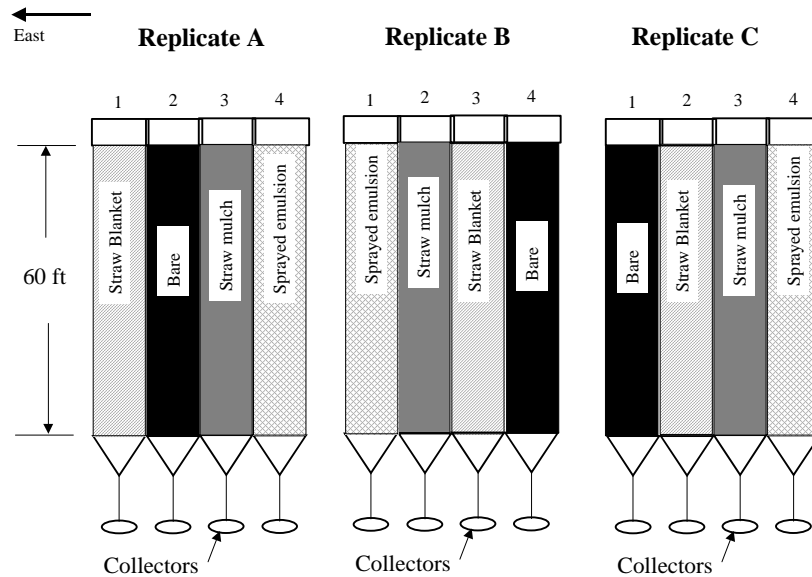 East
Replicate A
Replicate B
Replicate C
1 2 3 4
1 2 3 4
1 2 3 4
60 ft
Straw Blanket
Bare
Straw mulch
Sprayed emulsion
Sprayed emulsion
Straw mulch
Straw Blanket
Bare
Bare
Straw Blanket
Straw mulch
Sprayed emulsion
Collectors
Collectors
Collectors